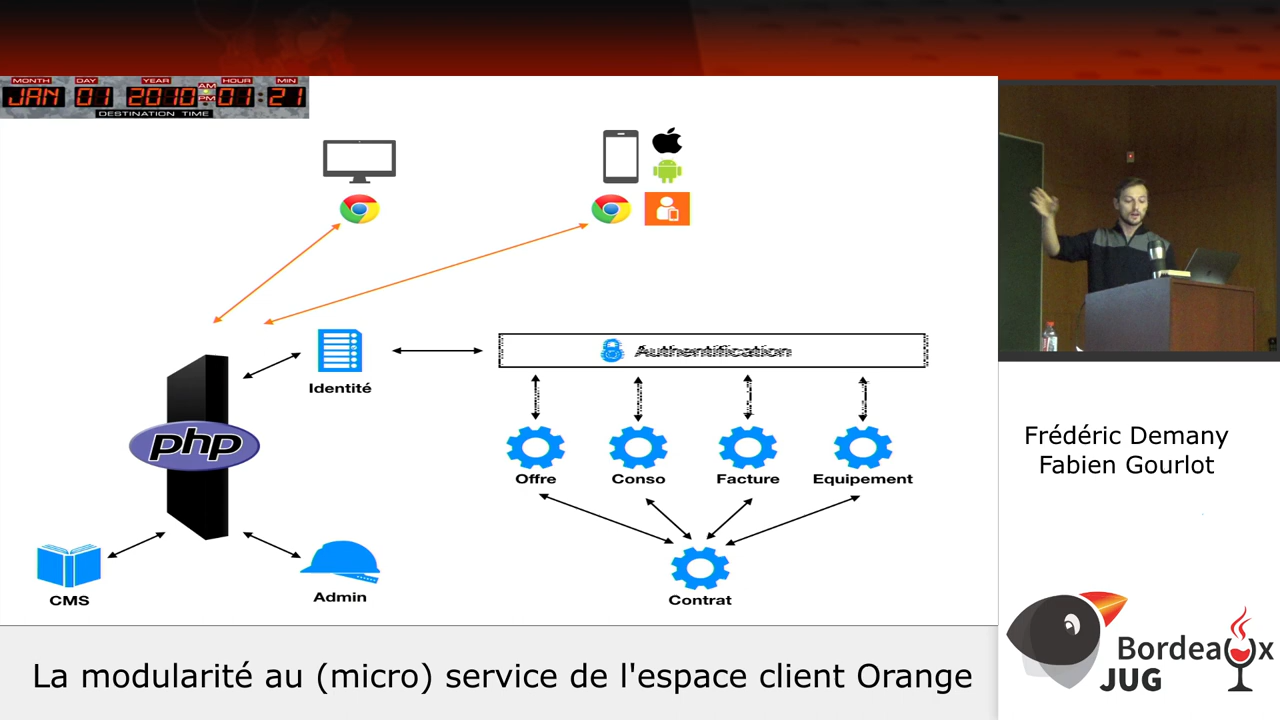 MONTH DAY YEAR AM HOUR MIN
JAN 01 2010 PM 01:21
DESTINATION TIME
Authentification
Identité
php
Offre Conso Facture Equipement
CMS
Admin
Contrat
Frédéric Demany
Fabien Gourlot
Bordeaux
JUG
La modularité au (micro) service de l'espace client Orange